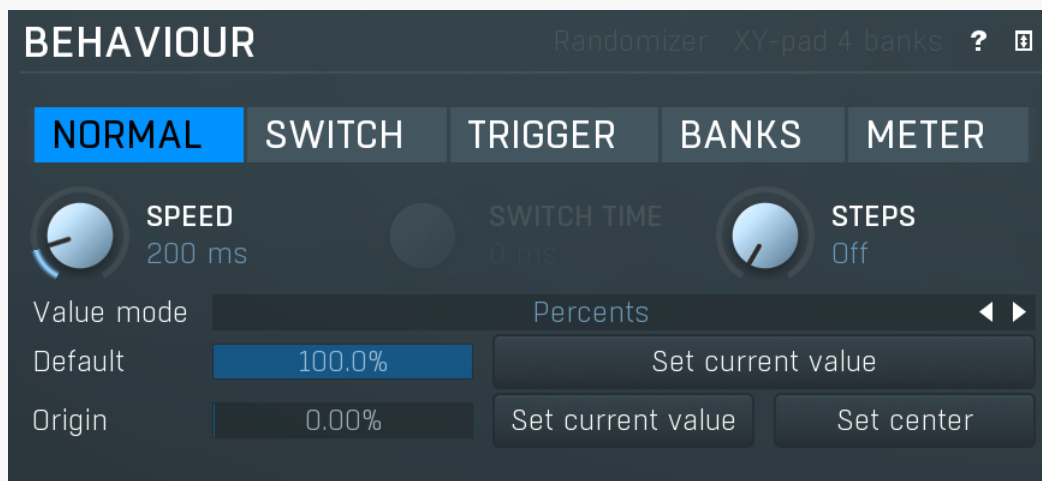 BEHAVIOUR Randomizer XY-pad 4 banks ?
NORMAL SWITCH TRIGGER BANKS METER
SPEED SWITCH TIME STEPS
200 ms 0 ms Off
Value mode Percents
Default 100.0% Set current value
Origin 0.00% Set current value Set center